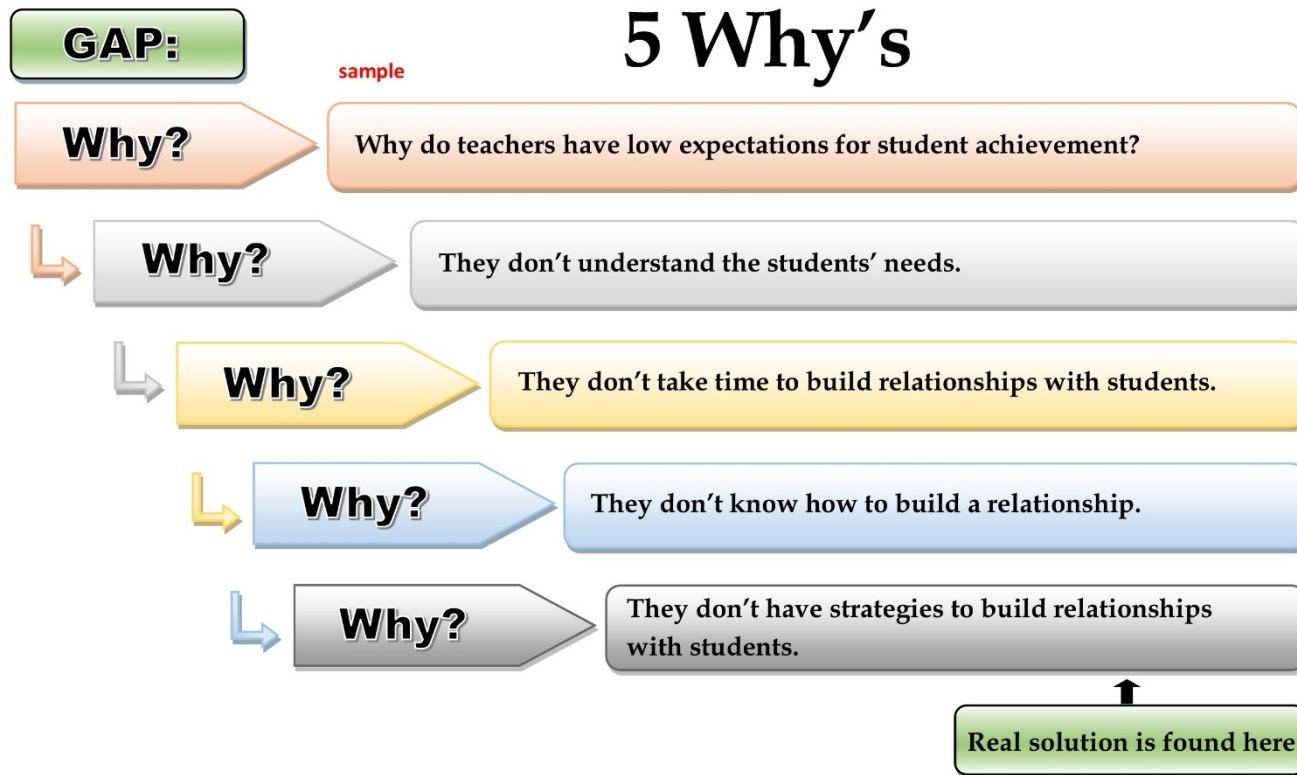 GAP:
5 Why’s
sample
Why?
Why do teachers have low expectations for student achievement?
Why?
They don’t understand the students’ needs.
Why?
They don’t take time to build relationships with students.
Why?
They don’t know how to build a relationship.
Why?
They don’t have strategies to build relationships
with students.
Real solution is found here